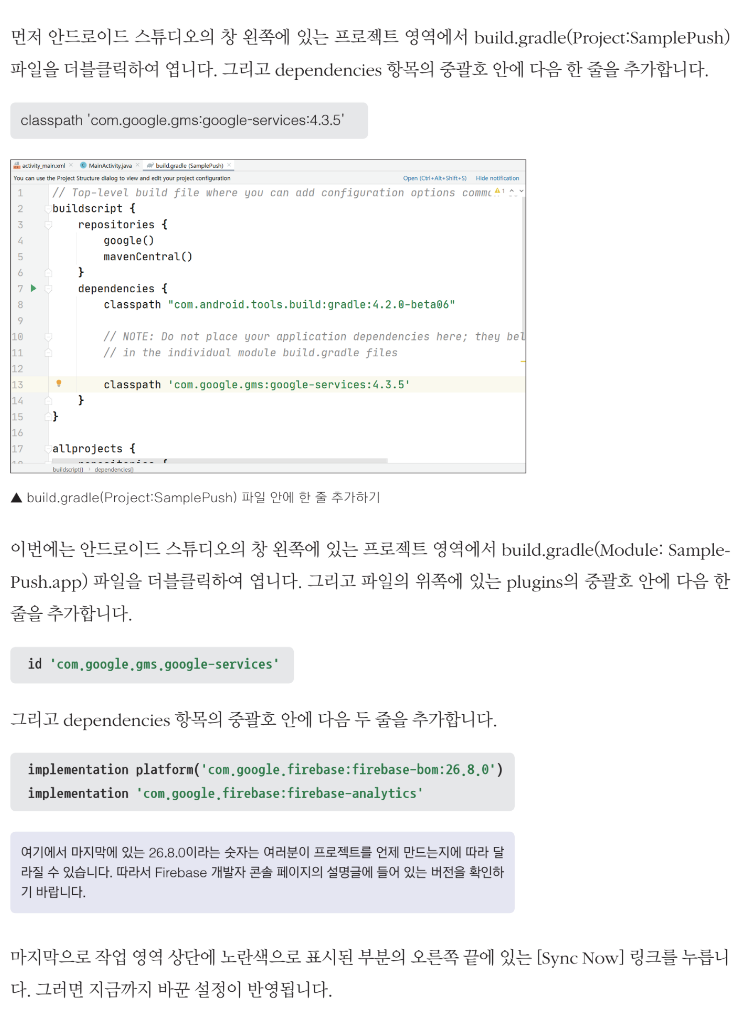 먼저 안드로이드 스튜디오의 창 왼쪽에 있는 프로젝트 영역에서 build.gradle(Project:SamplePush)
파일을 더블클릭하여 엽니다. 그리고 dependencies 항목의 중괄호 안에 다음 한 줄을 추가합니다.
classpath 'com.google.gms:google-services:4.3.5'
activity_main.xml × MainActivity.java × build.gradle (SamplePush) ×
You can use the Project Structure dialog to view and edit your project configuration Open (Ctrl+Alt+Shift+S) Hide notification
1 // Top-level build file where you can add configuration options commo 1
2 buildscript {
3 repositories {
4 google()
5 mavenCentral()
6 }
7 dependencies {
8 classpath "com.android.tools.build:gradle:4.2.0-beta06"
9
10 // NOTE: Do not place your application dependencies here; they bel
11 // in the individual module build.gradle files
12
13 classpath 'com.google.gms:google-services:4.3.5'
14 }
15 }
16
17 allprojects {
18 repositories {
buildscript{} › dependencies{}
▲ build.gradle(Project:SamplePush) 파일 안에 한 줄 추가하기
이번에는 안드로이드 스튜디오의 창 왼쪽에 있는 프로젝트 영역에서 build.gradle(Module: Sample-
Push.app) 파일을 더블클릭하여 엽니다. 그리고 파일의 위쪽에 있는 plugins의 중괄호 안에 다음 한
줄을 추가합니다.
id 'com.google.gms.google-services'
그리고 dependencies 항목의 중괄호 안에 다음 두 줄을 추가합니다.
implementation platform('com.google.firebase:firebase-bom:26.8.0')
implementation 'com.google.firebase:firebase-analytics'
여기에서 마지막에 있는 26.8.0이라는 숫자는 여러분이 프로젝트를 언제 만드는지에 따라 달
라질 수 있습니다. 따라서 Firebase 개발자 콘솔 페이지의 설명글에 들어 있는 버전을 확인하
기 바랍니다.
마지막으로 작업 영역 상단에 노란색으로 표시된 부분의 오른쪽 끝에 있는 [Sync Now] 링크를 누릅니
다. 그러면 지금까지 바꾼 설정이 반영됩니다.